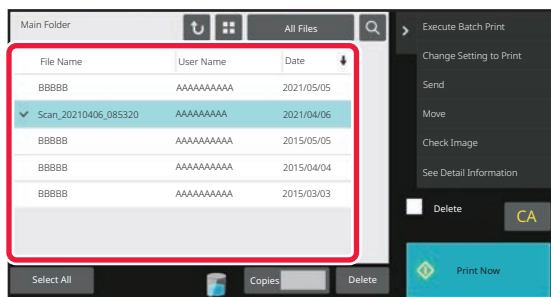 Main Folder
All Files
File Name User Name Date
BBBBB AAAAAAAAAA 2021/05/05
Scan_20210406_085320 AAAAAAAAA 2021/04/06
BBBBB AAAAAAAAAA 2015/05/05
BBBBB AAAAAAAAAA 2015/04/04
BBBBB AAAAAAAAAA 2015/03/03
Select All
Copies
Delete
Execute Batch Print
Change Setting to Print
Send
Move
Check Image
See Detail Information
Delete
CA
Print Now